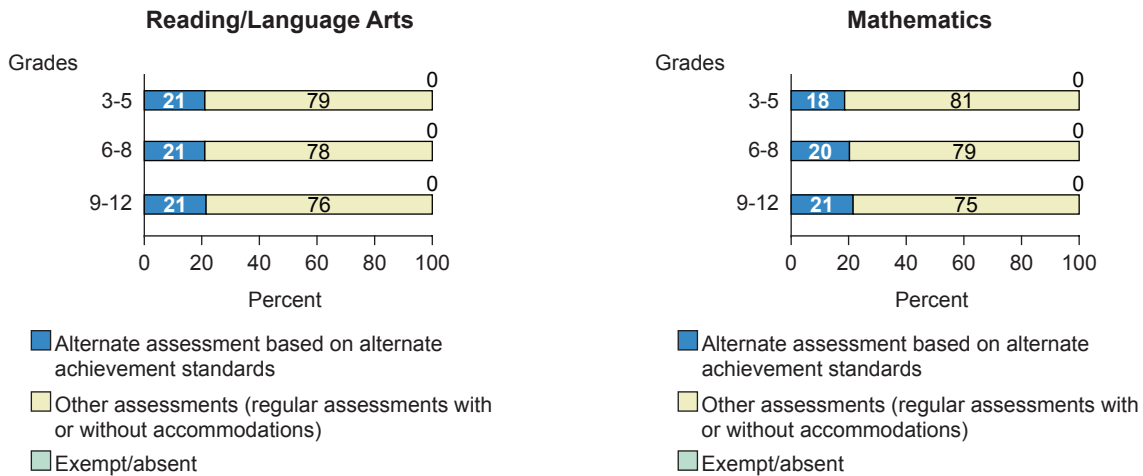 Reading/Language Arts
Grades
0
3-5 21 79
0
6-8 21 78
0
9-12 21 76
0 20 40 60 80 100
Percent
Alternate assessment based on alternate
achievement standards
Other assessments (regular assessments with
or without accommodations)
Exempt/absent
Mathematics
Grades
0
3-5 18 81
0
6-8 20 79
0
9-12 21 75
0 20 40 60 80 100
Percent
Alternate assessment based on alternate
achievement standards
Other assessments (regular assessments with
or without accommodations)
Exempt/absent